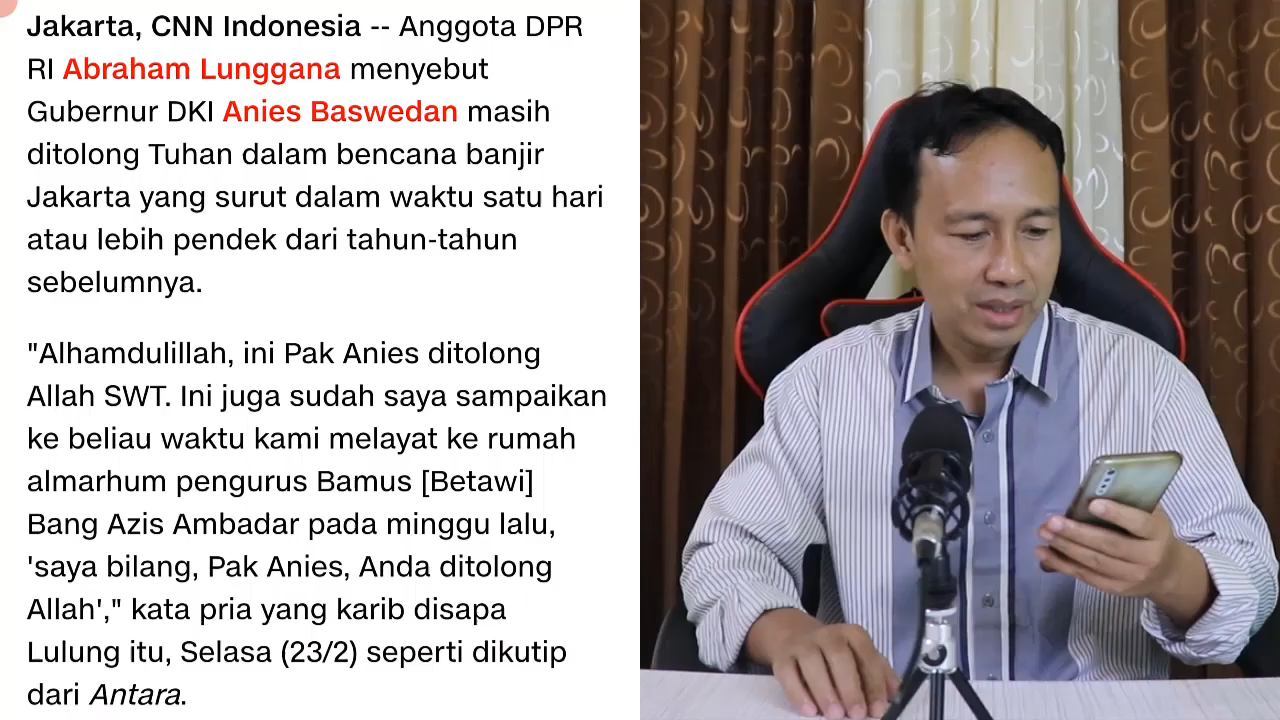 Jakarta, CNN Indonesia -- Anggota DPR
RI Abraham Lunggana menyebut
Gubernur DKI Anies Baswedan masih
ditolong Tuhan dalam bencana banjir
Jakarta yang surut dalam waktu satu hari
atau lebih pendek dari tahun-tahun
sebelumnya.
"Alhamdulillah, ini Pak Anies ditolong
Allah SWT. Ini juga sudah saya sampaikan
ke beliau waktu kami melayat ke rumah
almarhum pengurus Bamus [Betawi]
Bang Azis Ambadar pada minggu lalu,
'saya bilang, Pak Anies, Anda ditolong
Allah'," kata pria yang karib disapa
Lulung itu, Selasa (23/2) seperti dikutip
dari Antara.